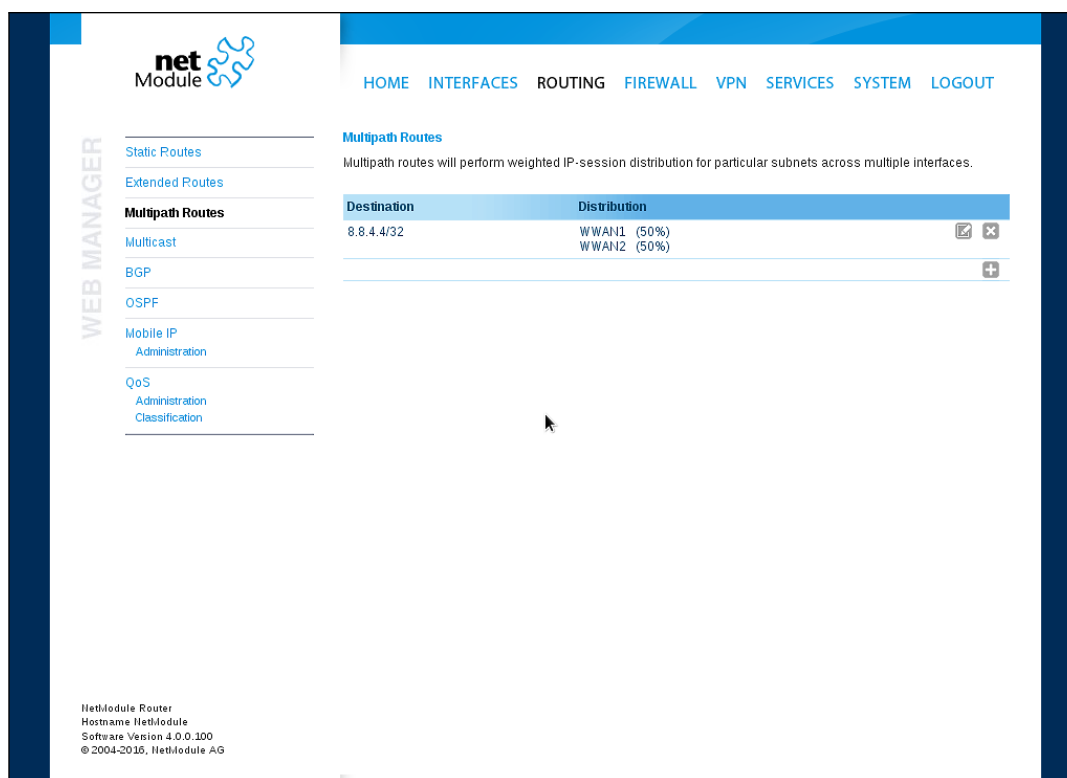 net
Module
HOME INTERFACES ROUTING FIREWALL VPN SERVICES SYSTEM LOGOUT
WEB MANAGER
Static Routes
Extended Routes
Multipath Routes
Multicast
BGP
OSPF
Mobile IP
Administration
QoS
Administration
Classification
Multipath Routes
Multipath routes will perform weighted IP-session distribution for particular subnets across multiple interfaces.
Destination Distribution
8.8.4.4/32 WWAN1 (50%)
WWAN2 (50%)
NetModule Router
Hostname NetModule
Software Version 4.0.0.100
© 2004-2016, NetModule AG